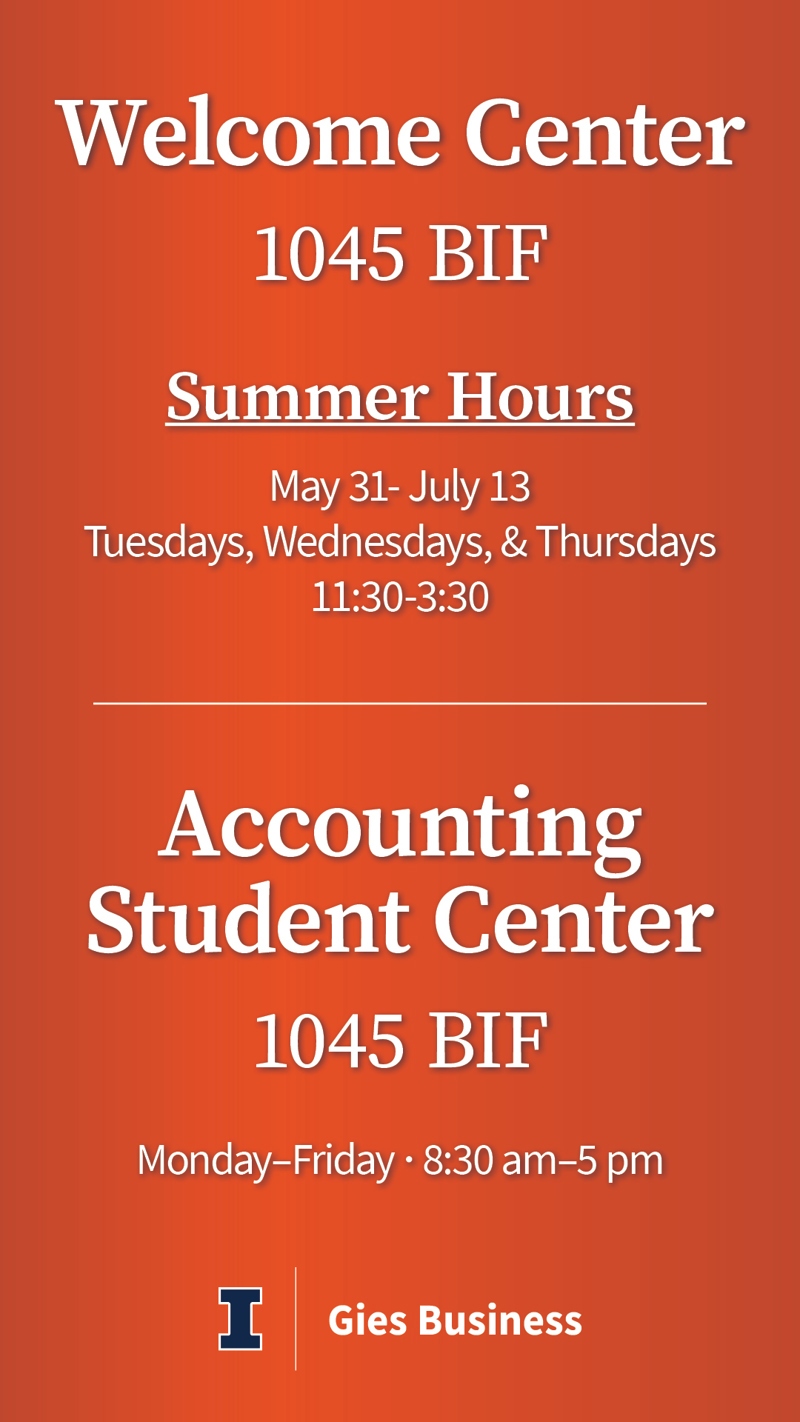 Welcome Center
1045 BIF
Summer Hours
May 31- July 13
Tuesdays, Wednesdays, & Thursdays
11:30-3:30
Accounting
Student Center
1045 BIF
Monday–Friday · 8:30 am–5 pm
I
Gies Business